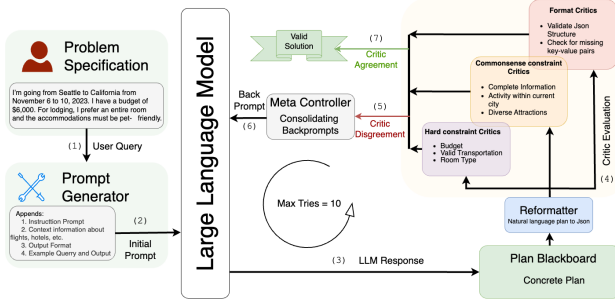 Problem
Specification
I'm going from Seattle to California from
November 6 to 10, 2023. I have a budget of
$6,000. For lodging, I prefer an entire room
and the accommodations must be pet- friendly.
(1)
User Query
Prompt
Generator
Appends:
1. Instruction Prompt
2. Context information about
flights, hotels, etc.
3. Output Format
4. Example Query and Output
(2)
Initial
Prompt
Large Language Model
Valid
Solution
(7)
Critic
Agreement
Back
Prompt
(6)
Meta Controller
Consolidating
Backprompts
(5)
Critic
Disgreement
Max Tries = 10
(3) LLM Response
Format Critics
• Validate Json
Structure
• Check for missing
key-value pairs
Commonsense constraint
Critics
• Complete Information
• Activity within current
city
• Diverse Attractions
Hard constraint Critics
• Budget
• Valid Transportation
• Room Type
Critic Evaluation
(4)
Reformatter
Natural language plan to Json
Plan Blackboard
Concrete Plan